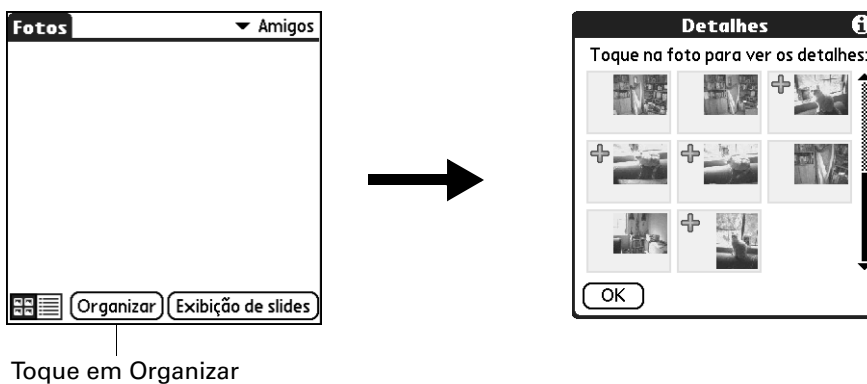 Fotos
Amigos
Organizar
Exibição de slides
Toque em Organizar
Detalhes
Toque na foto para ver os detalhes:
OK